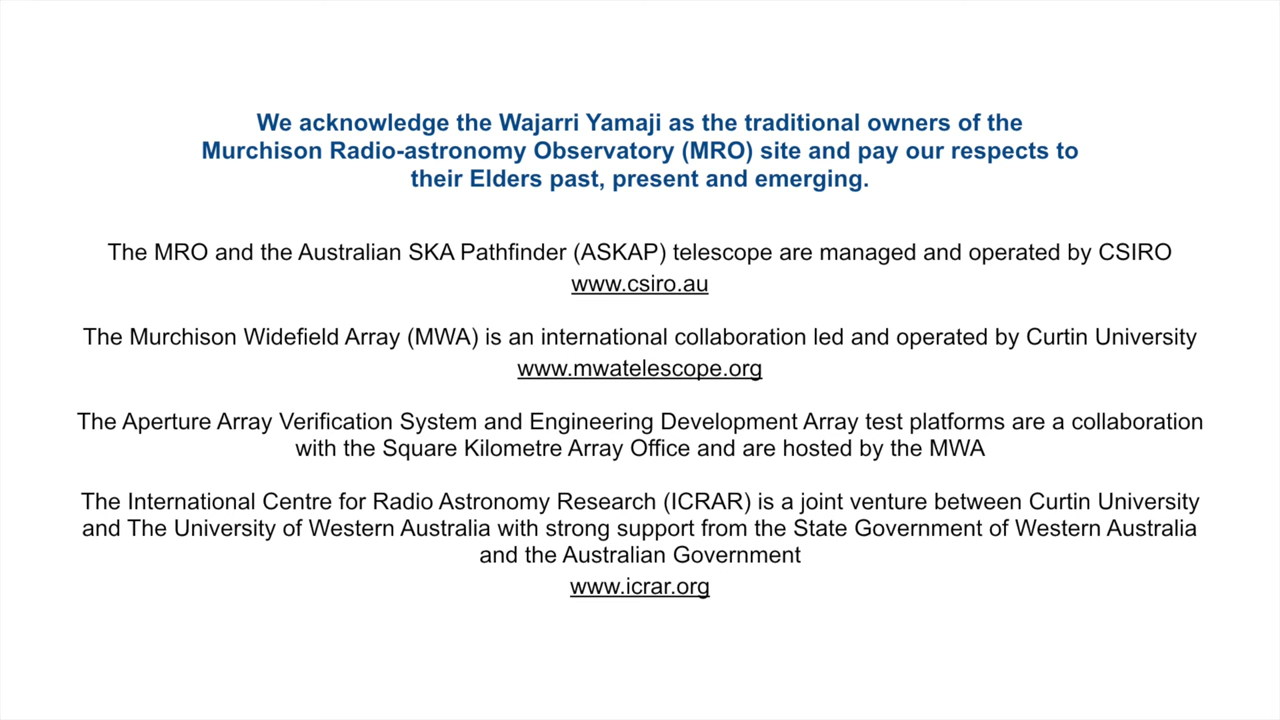 We acknowledge the Wajarri Yamaji as the traditional owners of the
Murchison Radio-astronomy Observatory (MRO) site and pay our respects to
their Elders past, present and emerging.
The MRO and the Australian SKA Pathfinder (ASKAP) telescope are managed and operated by CSIRO
www.csiro.au
The Murchison Widefield Array (MWA) is an international collaboration led and operated by Curtin University
www.mwatelescope.org
The Aperture Array Verification System and Engineering Development Array test platforms are a collaboration
with the Square Kilometre Array Office and are hosted by the MWA
The International Centre for Radio Astronomy Research (ICRAR) is a joint venture between Curtin University
and The University of Western Australia with strong support from the State Government of Western Australia
and the Australian Government
www.icrar.org